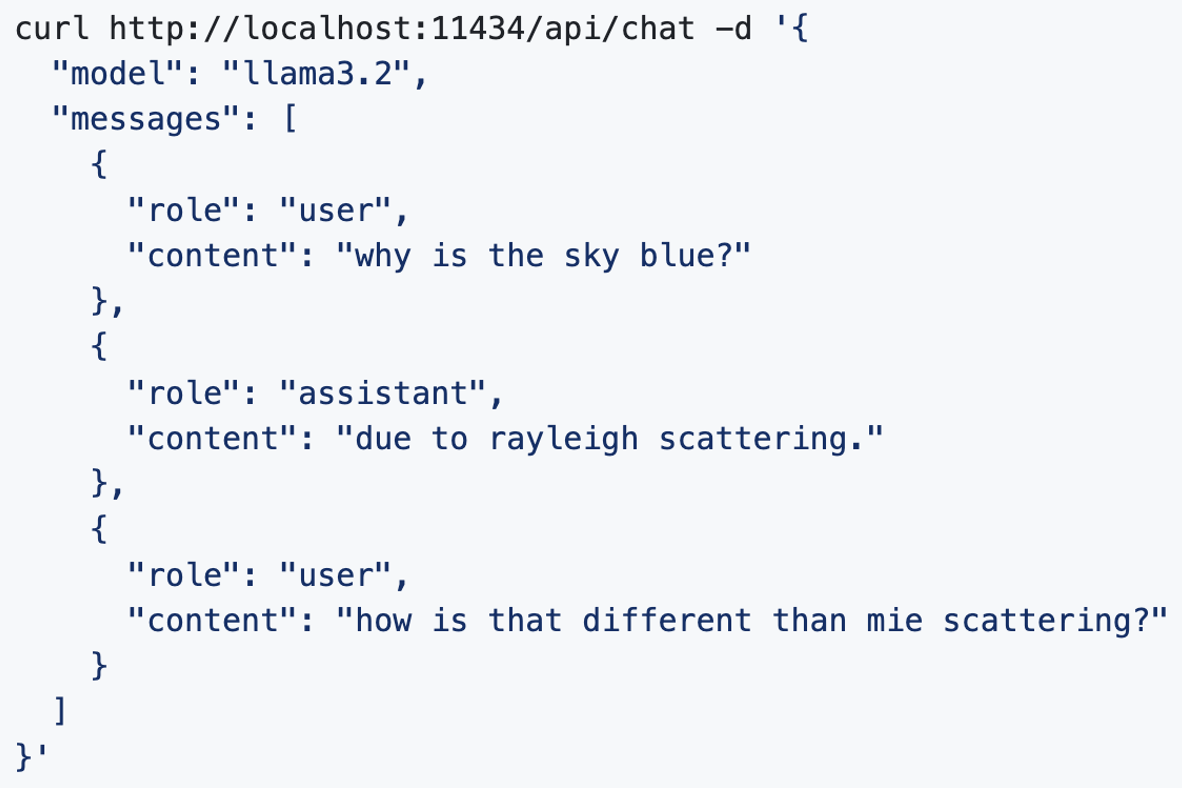 curl http://localhost:11434/api/chat -d '{
  "model": "llama3.2",
  "messages": [
    {
      "role": "user",
      "content": "why is the sky blue?"
    },
    {
      "role": "assistant",
      "content": "due to rayleigh scattering."
    },
    {
      "role": "user",
      "content": "how is that different than mie scattering?"
    }
  ]
}'